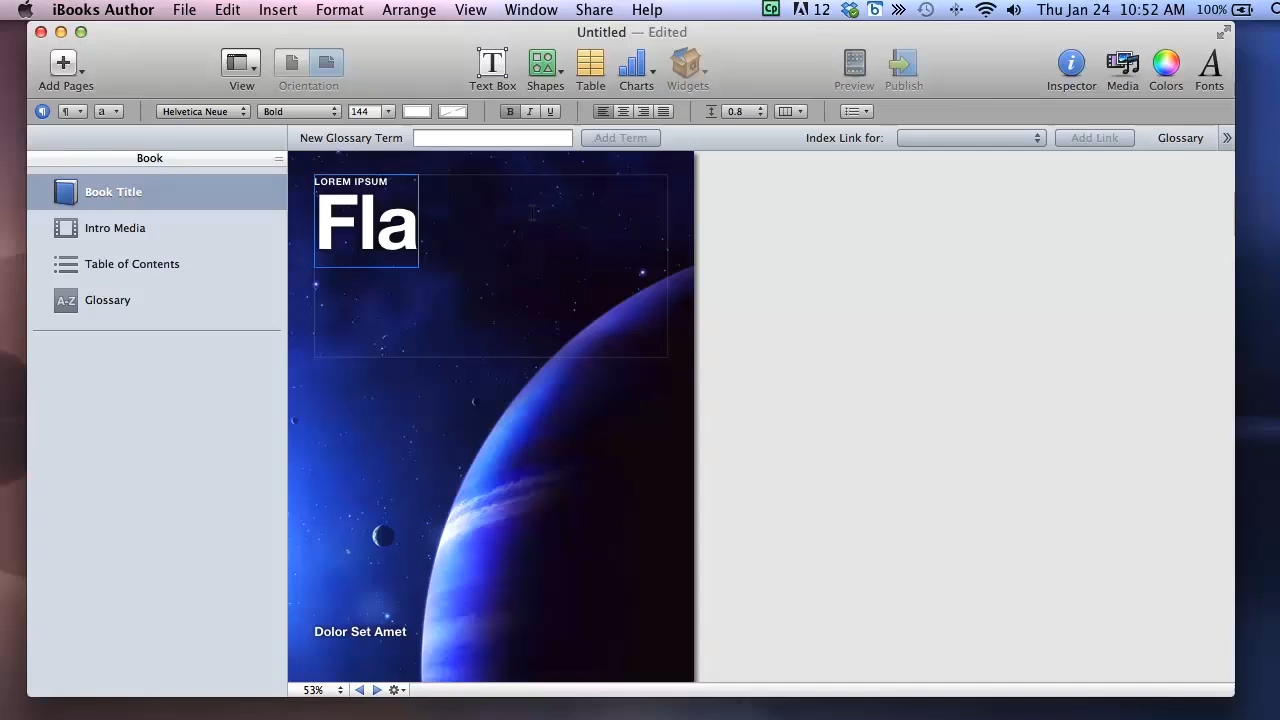 iBooks Author File Edit Insert Format Arrange View Window Share Help 12 Thu Jan 24 10:52 AM 100%
Untitled — Edited
Add Pages View Orientation Text Box Shapes Table Charts Widgets Preview Publish Inspector Media Colors Fonts
a Helvetica Neue Bold 144 B I U 0.8
New Glossary Term Add Term Index Link for: Add Link Glossary
Book
Book Title
Intro Media
Table of Contents
A-Z Glossary
LOREM IPSUM
Fla
Dolor Set Amet
53%